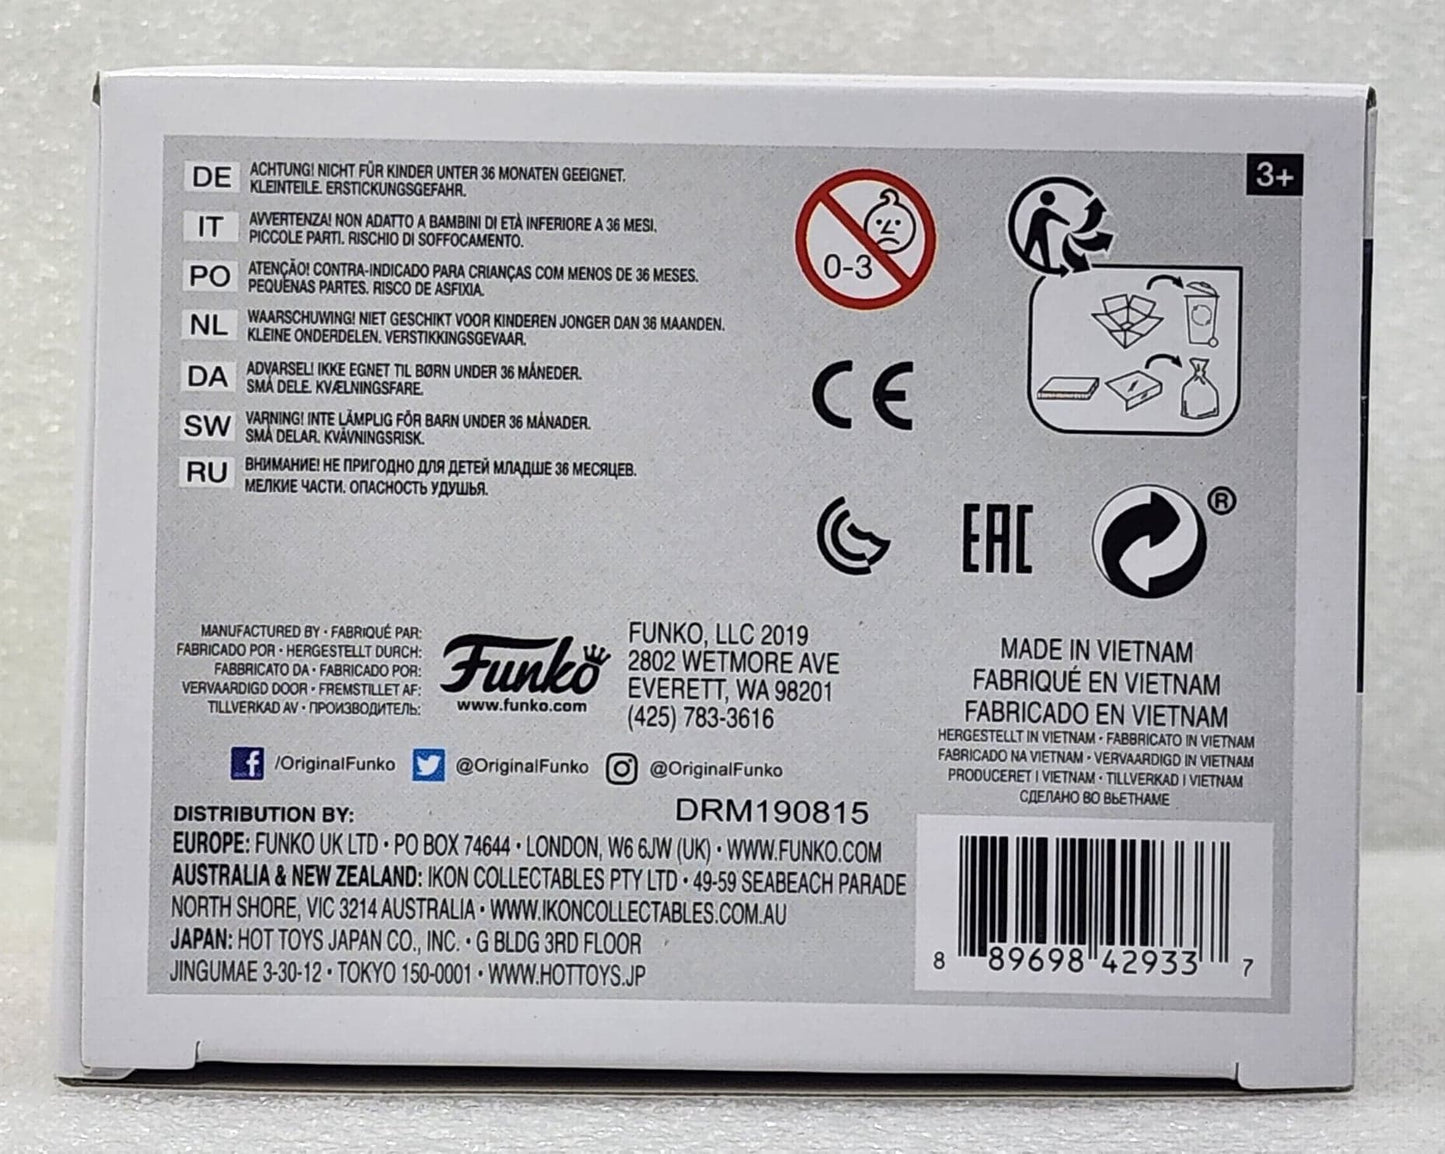 3+
DE
ACHTUNG! NICHT FÜR KINDER UNTER 36 MONATEN GEEIGNET.
KLEINTEILE. ERSTICKUNGSGEFAHR.
IT
AVVERTENZA! NON ADATTO A BAMBINI DI ETÀ INFERIORE A 36 MESI.
PICCOLE PARTI. RISCHIO DI SOFFOCAMENTO.
PO
ATENÇÃO! CONTRA-INDICADO PARA CRIANÇAS COM MENOS DE 36 MESES.
PEQUENAS PARTES. RISCO DE ASFIXIA.
NL
WAARSCHUWING! NIET GESCHIKT VOOR KINDEREN JONGER DAN 36 MAANDEN.
KLEINE ONDERDELEN. VERSTIKKINGSGEVAAR.
DA
ADVARSEL! IKKE EGNET TIL BØRN UNDER 36 MÅNEDER.
SMÅ DELE. KVÆLNINGSFARE.
SW
VARNING! INTE LÄMPLIG FÖR BARN UNDER 36 MÅNADER.
SMÅ DELAR. KVÄVNINGSRISK.
RU
ВНИМАНИЕ! НЕ ПРИГОДНО ДЛЯ ДЕТЕЙ МЛАДШЕ 36 МЕСЯЦЕВ.
МЕЛКИЕ ЧАСТИ. ОПАСНОСТЬ УДУШЬЯ.
0-3
CE
EAC
®
MANUFACTURED BY • FABRIQUÉ PAR:
FABRICADO POR • HERGESTELLT DURCH:
FABBRICATO DA • FABRICADO POR:
VERVAARDIGD DOOR • FREMSTILLET AF:
TILLVERKAD AV • ПРОИЗВОДИТЕЛЬ:
Funko
www.funko.com
FUNKO, LLC 2019
2802 WETMORE AVE
EVERETT, WA 98201
(425) 783-3616
MADE IN VIETNAM
FABRIQUÉ EN VIETNAM
FABRICADO EN VIETNAM
HERGESTELLT IN VIETNAM • FABBRICATO IN VIETNAM
FABRICADO NA VIETNAM • VERVAARDIGD IN VIETNAM
PRODUCERET I VIETNAM • TILLVERKAD I VIETNAM
СДЕЛАНО ВО ВЬЕТНАМЕ
/OriginalFunko @OriginalFunko @OriginalFunko
DRM190815
DISTRIBUTION BY:
EUROPE: FUNKO UK LTD • PO BOX 74644 • LONDON, W6 6JW (UK) • WWW.FUNKO.COM
AUSTRALIA & NEW ZEALAND: IKON COLLECTABLES PTY LTD • 49-59 SEABEACH PARADE
NORTH SHORE, VIC 3214 AUSTRALIA • WWW.IKONCOLLECTABLES.COM.AU
JAPAN: HOT TOYS JAPAN CO., INC. • G BLDG 3RD FLOOR
JINGUMAE 3-30-12 • TOKYO 150-0001 • WWW.HOTTOYS.JP
8 89698 42933 7